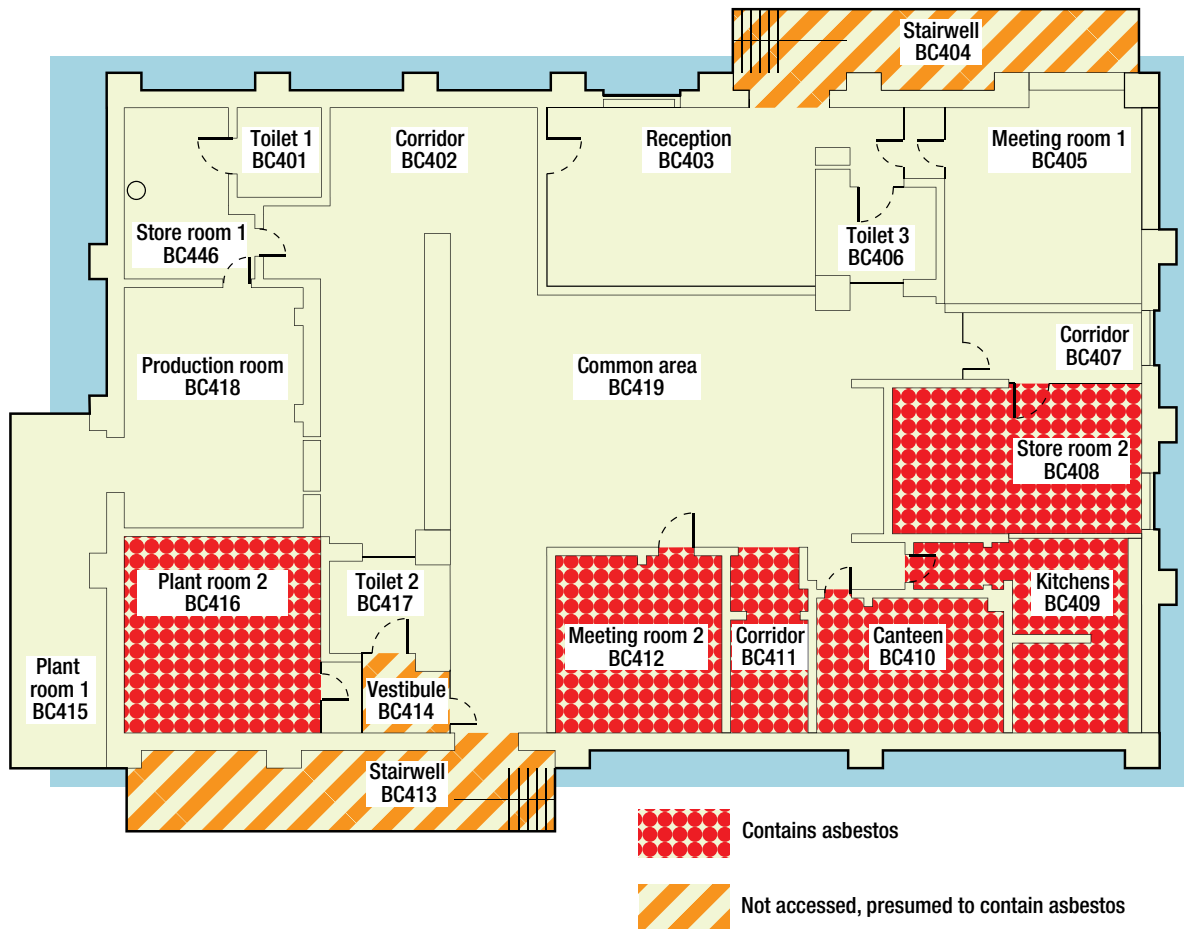 Stairwell
BC404
Toilet 1
BC401
Corridor
BC402
Reception
BC403
Meeting room 1
BC405
Store room 1
BC446
Toilet 3
BC406
Corridor
BC407
Production room
BC418
Common area
BC419
Store room 2
BC408
Plant room 2
BC416
Toilet 2
BC417
Kitchens
BC409
Meeting room 2
BC412
Corridor
BC411
Canteen
BC410
Plant
room 1
BC415
Vestibule
BC414
Stairwell
BC413
Contains asbestos
Not accessed, presumed to contain asbestos